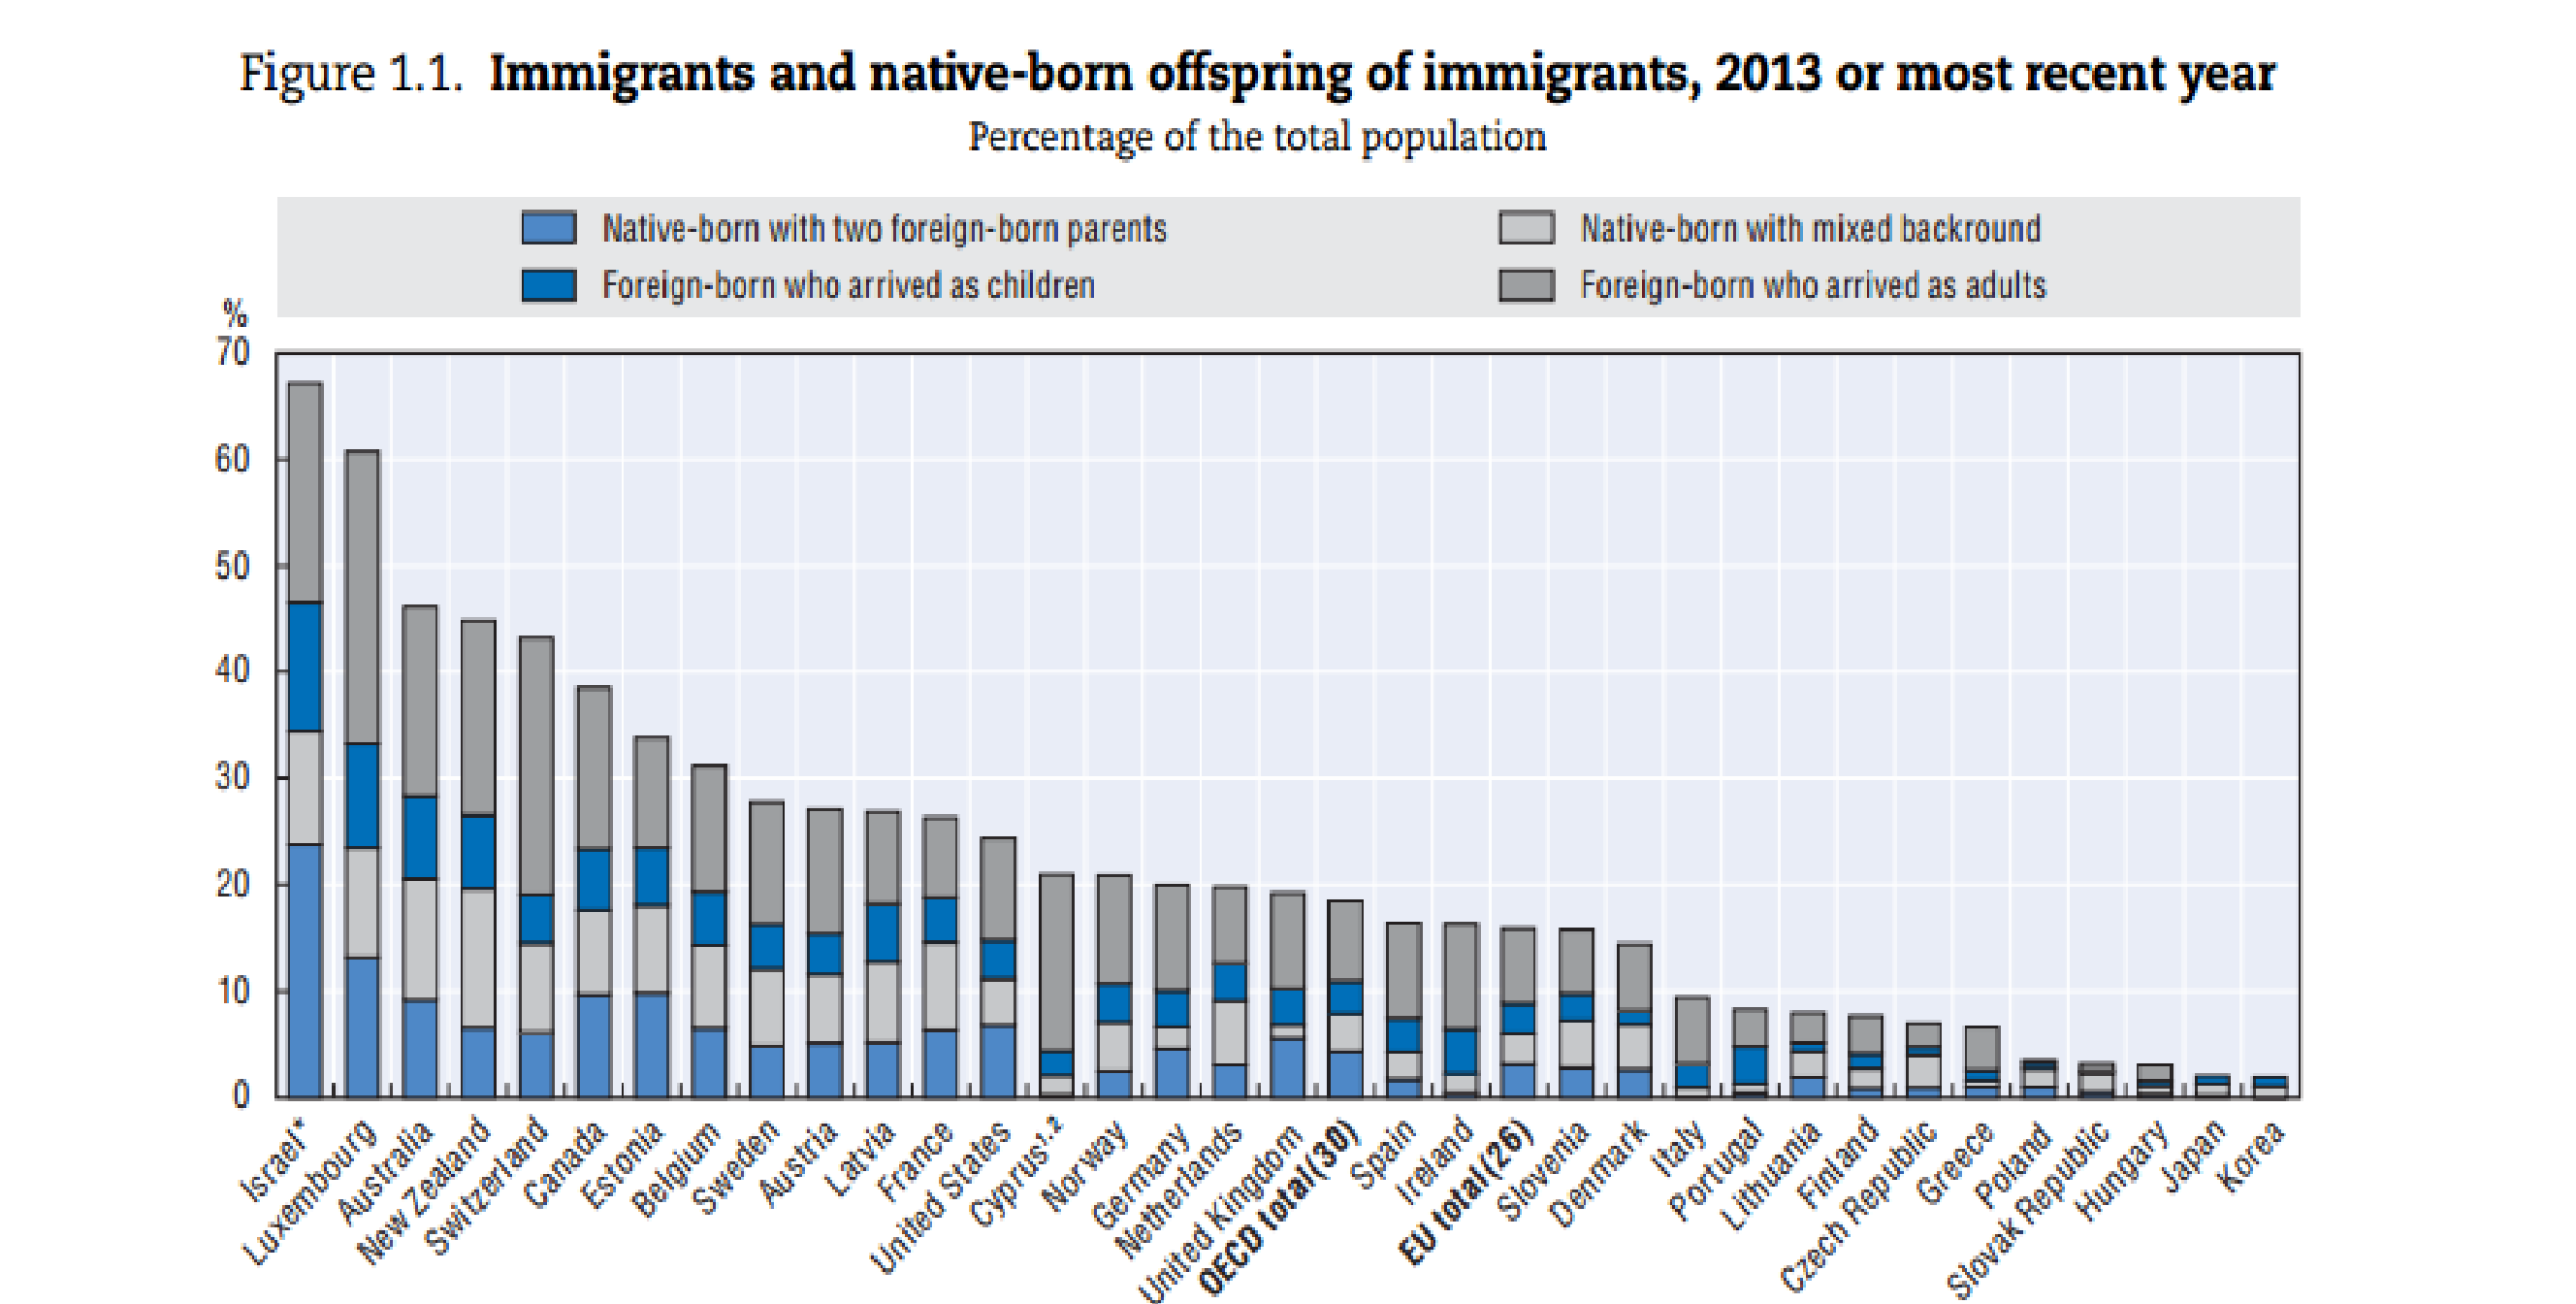 Figure 1.1. Immigrants and native-born offspring of immigrants, 2013 or most recent year
Percentage of the total population
Native-born with two foreign-born parents
Native-born with mixed backround
Foreign-born who arrived as children
Foreign-born who arrived as adults
%
70
60
50
40
30
20
10
0
Israel*
Luxembourg
Australia
New Zealand
Switzerland
Canada
Estonia
Belgium
Sweden
Austria
Latvia
France
United States
Cyprus¹,²
Norway
Germany
Netherlands
United Kingdom
OECD total(30)
Spain
Ireland
EU total(26)
Slovenia
Denmark
Italy
Portugal
Lithuania
Finland
Czech Republic
Greece
Poland
Slovak Republic
Hungary
Japan
Korea